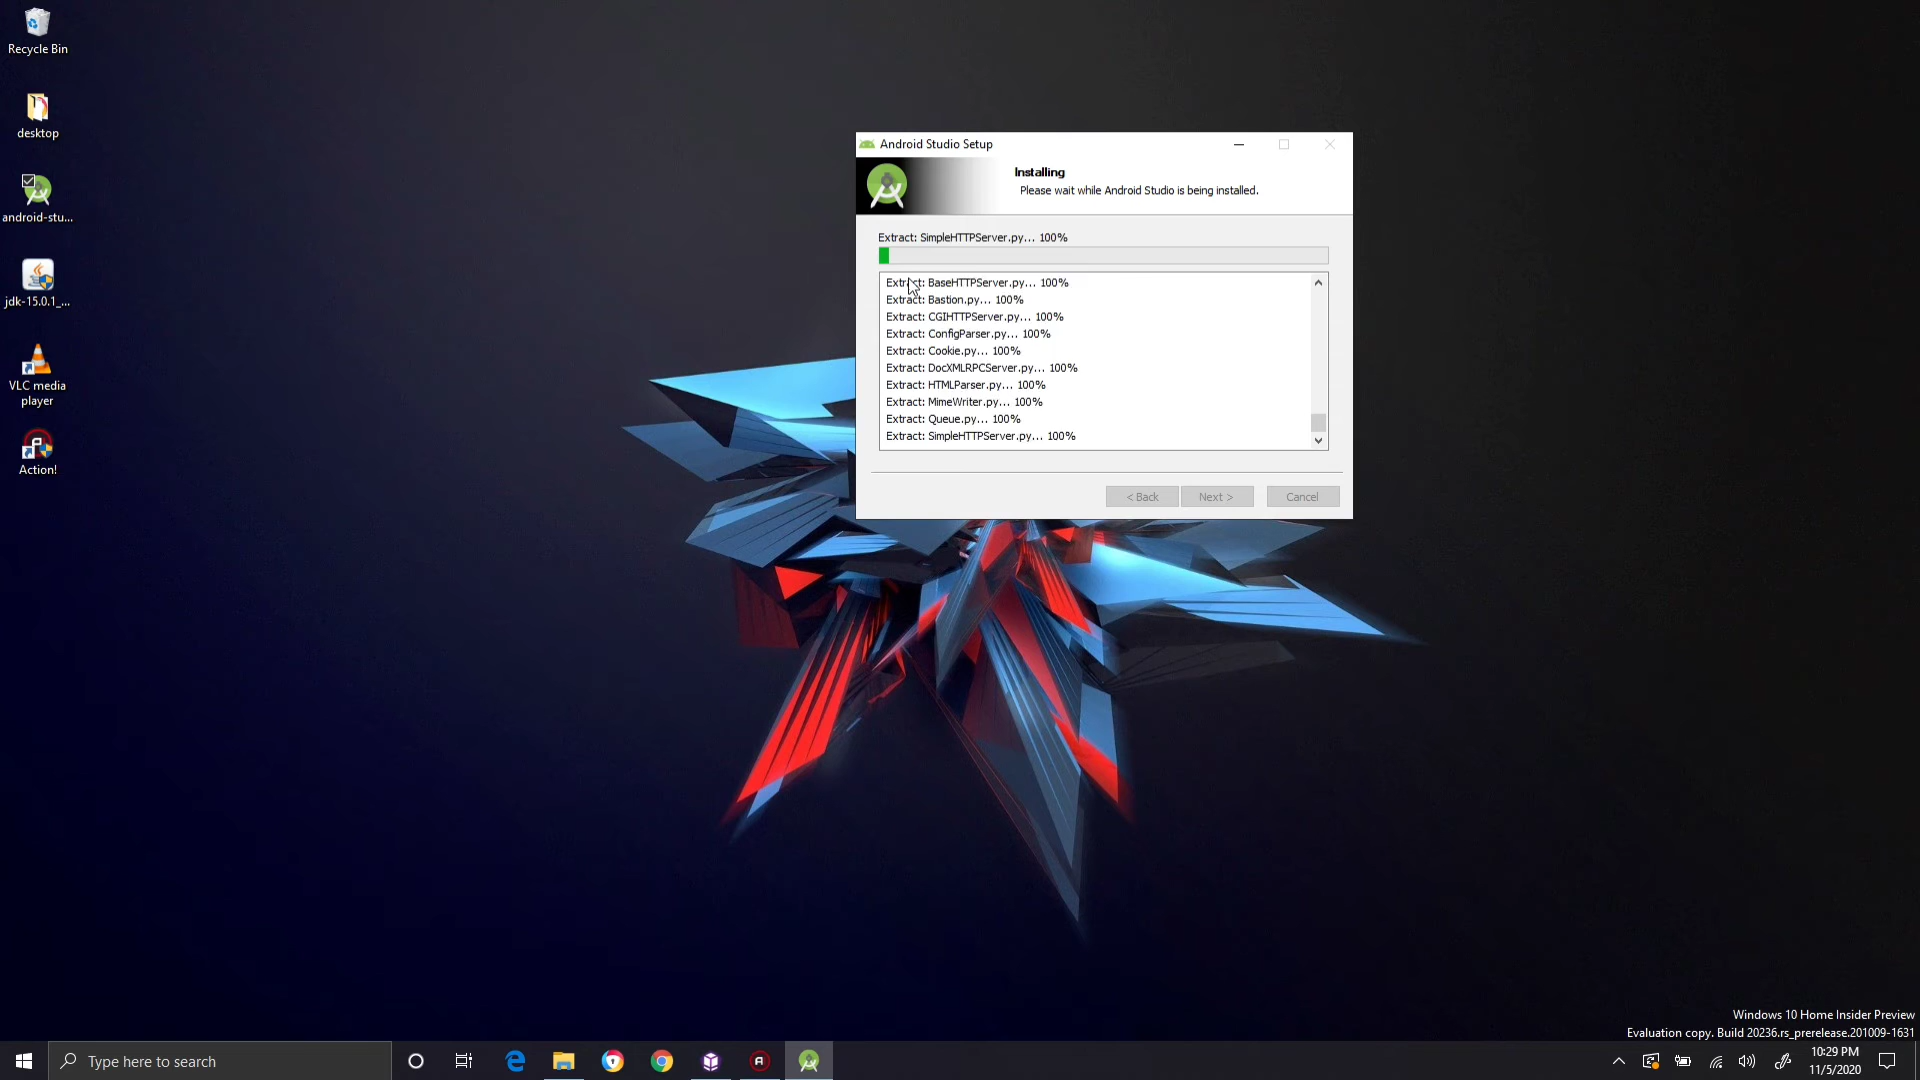 Recycle Bin
desktop
android-stu...
jdk-15.0.1_...
VLC media
player
Action!
Android Studio Setup
Installing
Please wait while Android Studio is being installed.
Extract: SimpleHTTPServer.py... 100%
Extract: BaseHTTPServer.py... 100%
Extract: Bastion.py... 100%
Extract: CGIHTTPServer.py... 100%
Extract: ConfigParser.py... 100%
Extract: Cookie.py... 100%
Extract: DocXMLRPCServer.py... 100%
Extract: HTMLParser.py... 100%
Extract: MimeWriter.py... 100%
Extract: Queue.py... 100%
Extract: SimpleHTTPServer.py... 100%
< Back
Next >
Cancel
Windows 10 Home Insider Preview
Evaluation copy. Build 20236.rs_prerelease.201009-1631
Type here to search
10:29 PM
11/5/2020